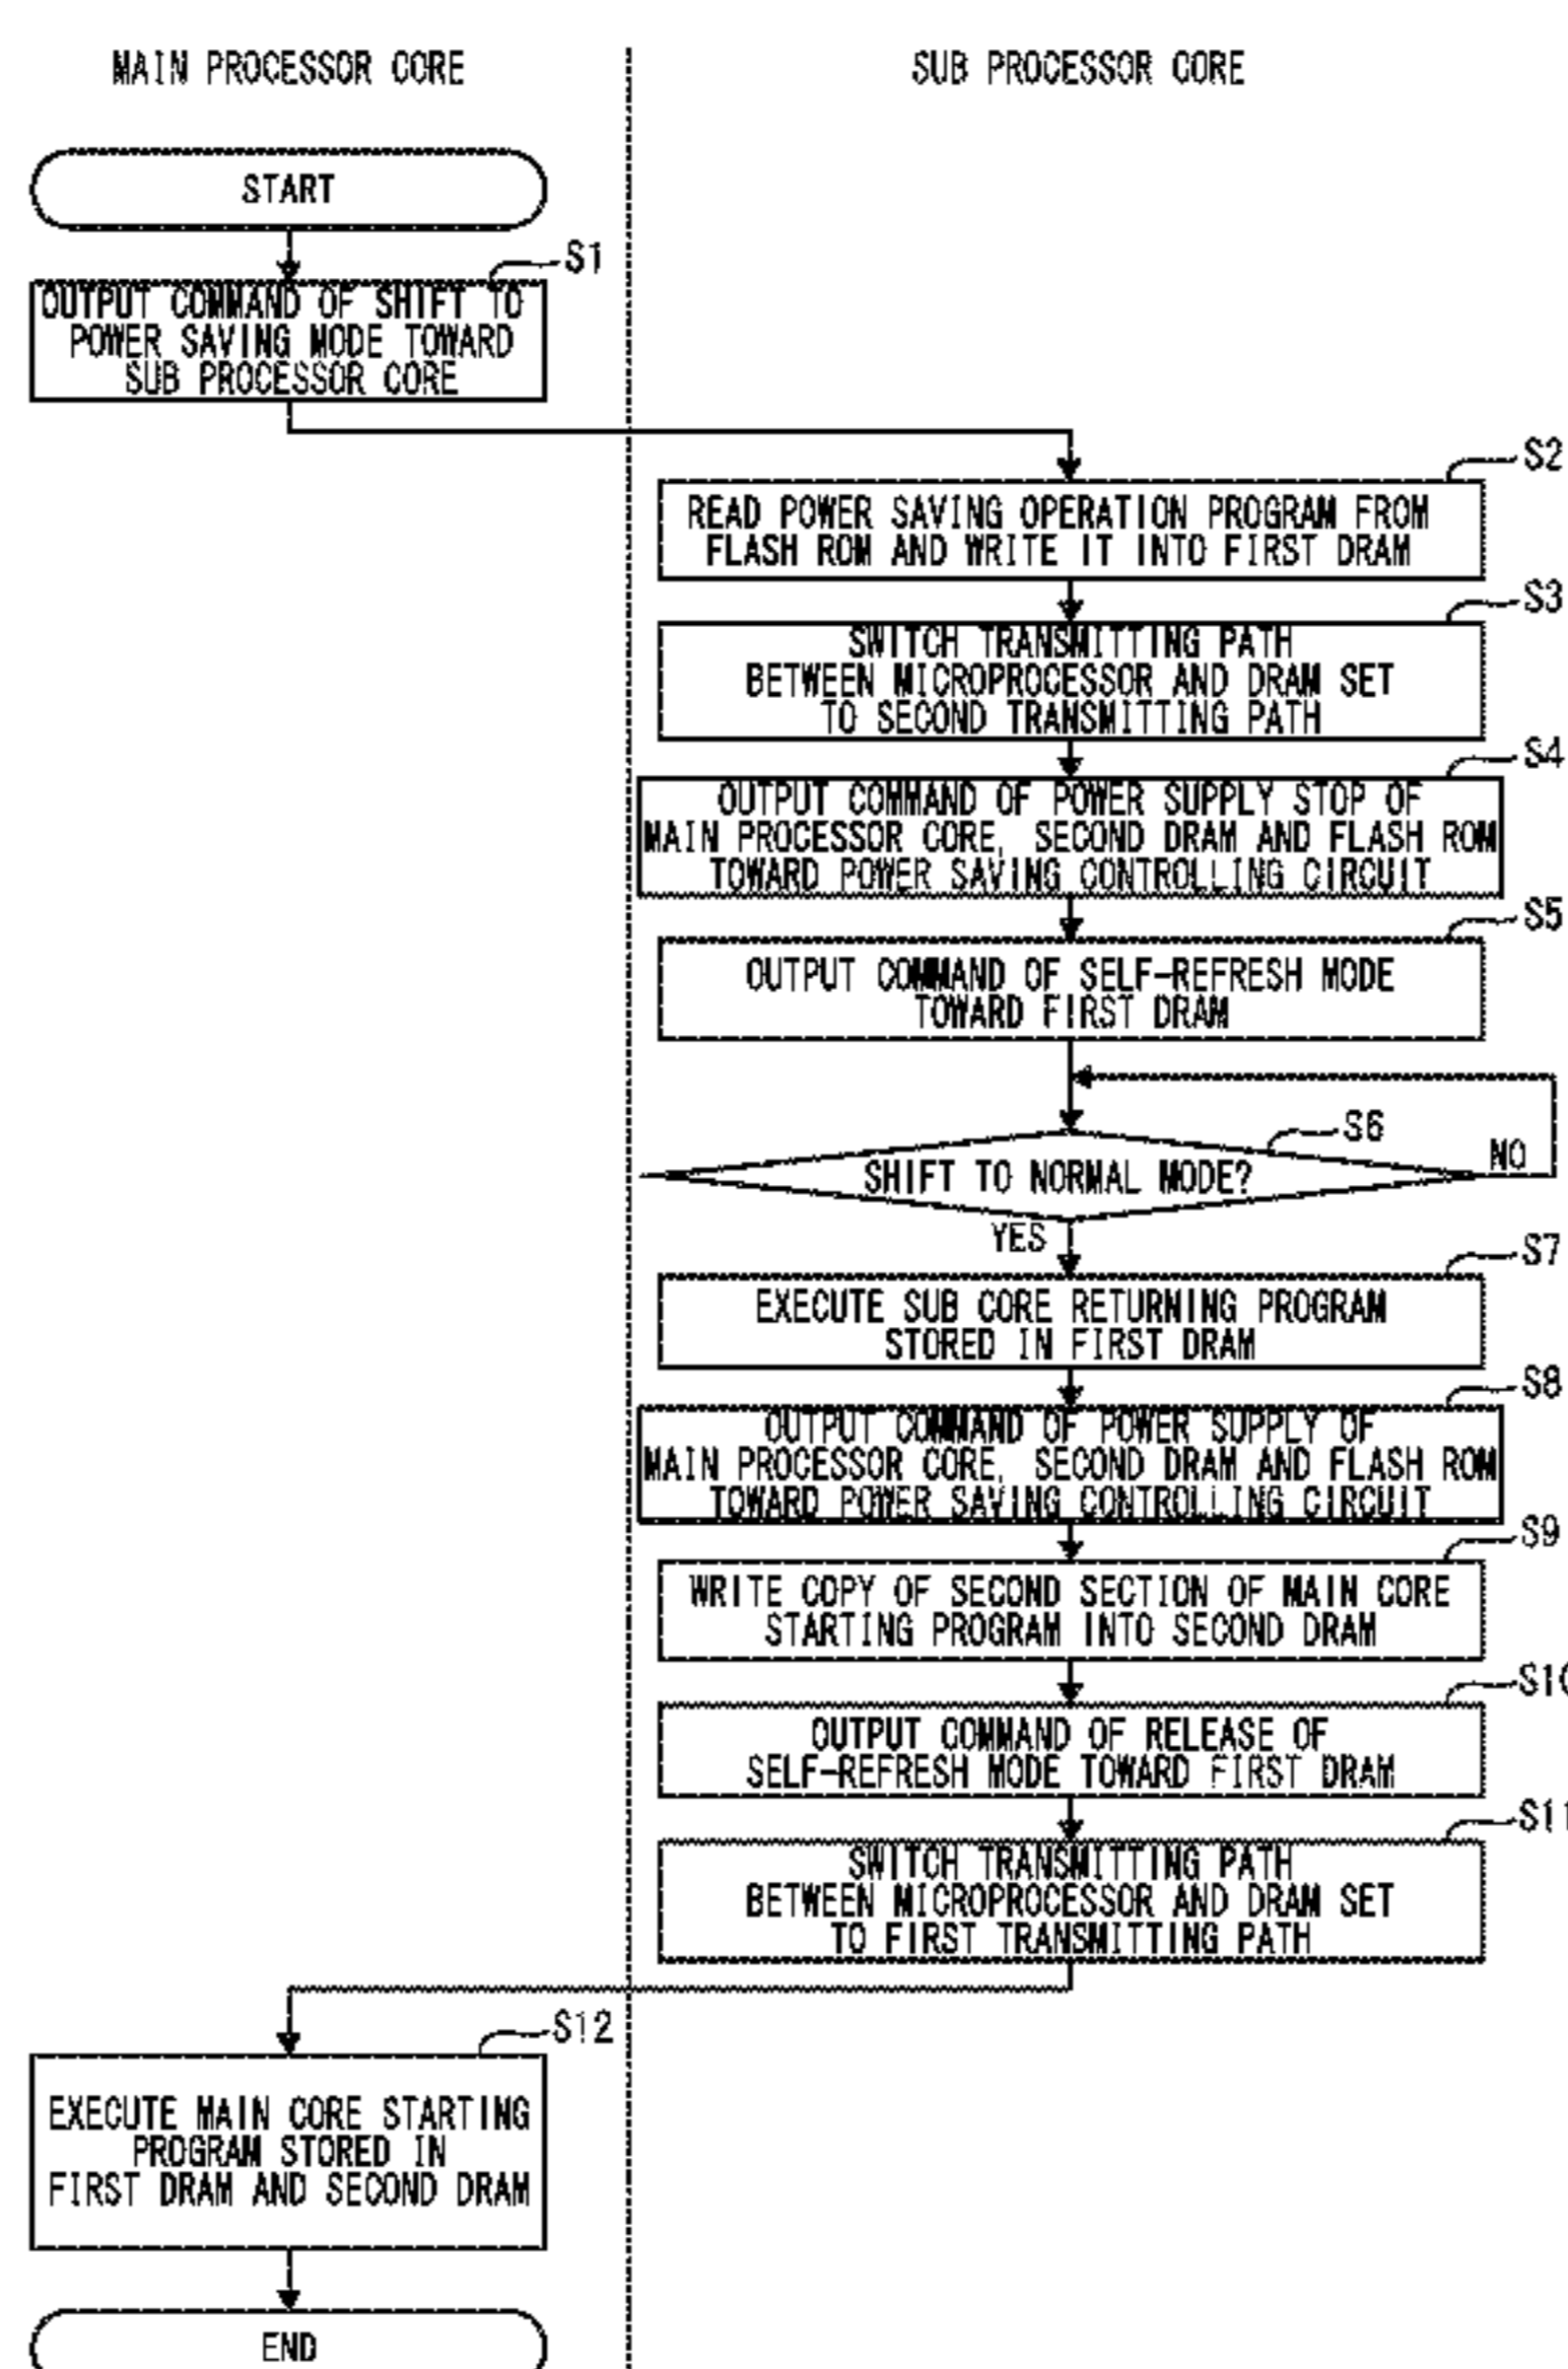 MAIN PROCESSOR CORE
SUB PROCESSOR CORE
START
S1
OUTPUT COMMAND OF SHIFT TO
POWER SAVING MODE TOWARD
SUB PROCESSOR CORE
S2
READ POWER SAVING OPERATION PROGRAM FROM
FLASH ROM AND WRITE IT INTO FIRST DRAM
S3
SWITCH TRANSMITTING PATH
BETWEEN MICROPROCESSOR AND DRAM SET
TO SECOND TRANSMITTING PATH
S4
OUTPUT COMMAND OF POWER SUPPLY STOP OF
MAIN PROCESSOR CORE, SECOND DRAM AND FLASH ROM
TOWARD POWER SAVING CONTROLLING CIRCUIT
S5
OUTPUT COMMAND OF SELF-REFRESH MODE
TOWARD FIRST DRAM
S6
SHIFT TO NORMAL MODE?
NO
YES
S7
EXECUTE SUB CORE RETURNING PROGRAM
STORED IN FIRST DRAM
S8
OUTPUT COMMAND OF POWER SUPPLY OF
MAIN PROCESSOR CORE, SECOND DRAM AND FLASH ROM
TOWARD POWER SAVING CONTROLLING CIRCUIT
S9
WRITE COPY OF SECOND SECTION OF MAIN CORE
STARTING PROGRAM INTO SECOND DRAM
S10
OUTPUT COMMAND OF RELEASE OF
SELF-REFRESH MODE TOWARD FIRST DRAM
S11
SWITCH TRANSMITTING PATH
BETWEEN MICROPROCESSOR AND DRAM SET
TO FIRST TRANSMITTING PATH
S12
EXECUTE MAIN CORE STARTING
PROGRAM STORED IN
FIRST DRAM AND SECOND DRAM
END